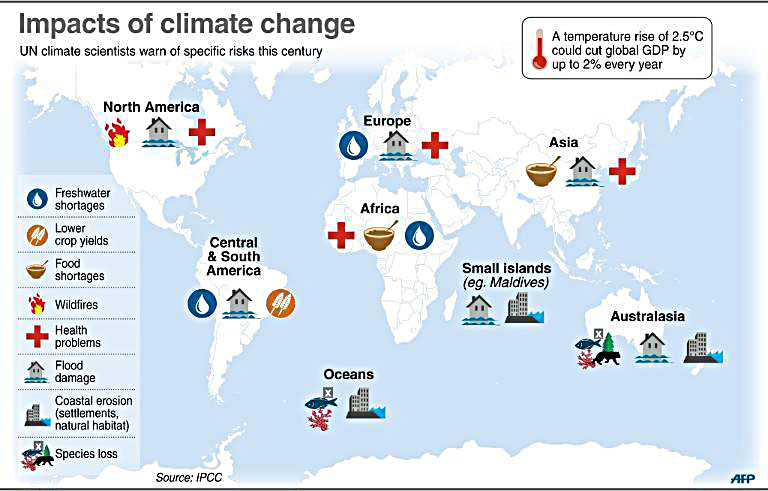 Impacts of climate change
UN climate scientists warn of specific risks this century
A temperature rise of 2.5°C
could cut global GDP by
up to 2% every year
North America
Europe
Asia
Freshwater
shortages
Lower
crop yields
Food
shortages
Wildfires
Health
problems
Flood
damage
Coastal erosion
(settlements,
natural habitat)
Species loss
Africa
Central
& South
America
Small islands
(eg. Maldives)
Australasia
X
Oceans
X
X
Source: IPCC
AFP